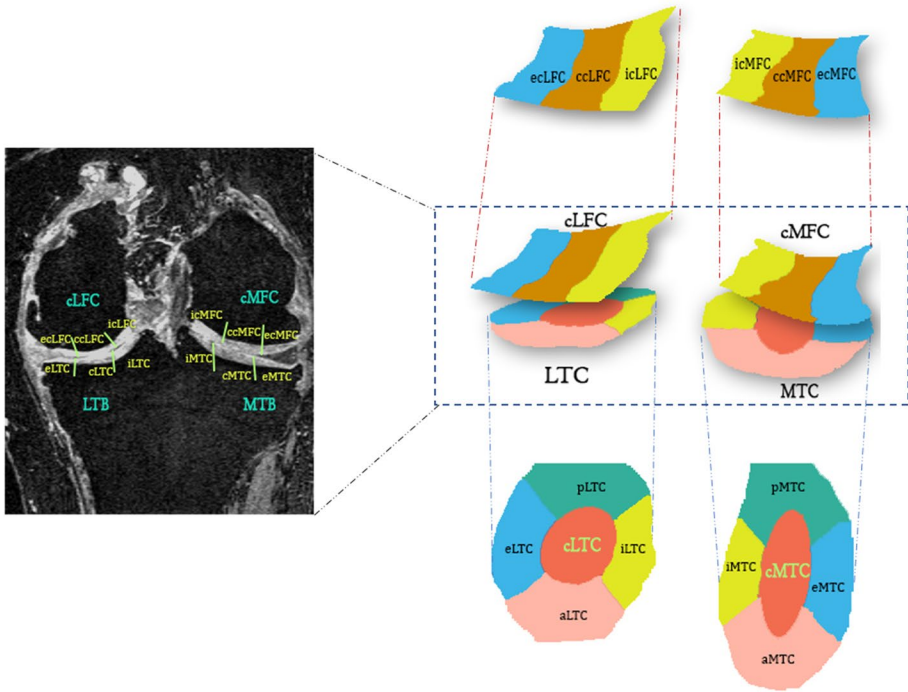 ecLFC ccLFC icLFC
icMFC ccMFC ecMFC
cLFC
cMFC
LTC
MTC
cLFC
cMFC
icLFC
icMFC
ecLFC ccLFC
ccMFC ecMFC
eLTC cLTC iLTC
iMTC cMTC eMTC
LTB
MTB
pLTC
eLTC cLTC iLTC
aLTC
pMTC
iMTC cMTC eMTC
aMTC